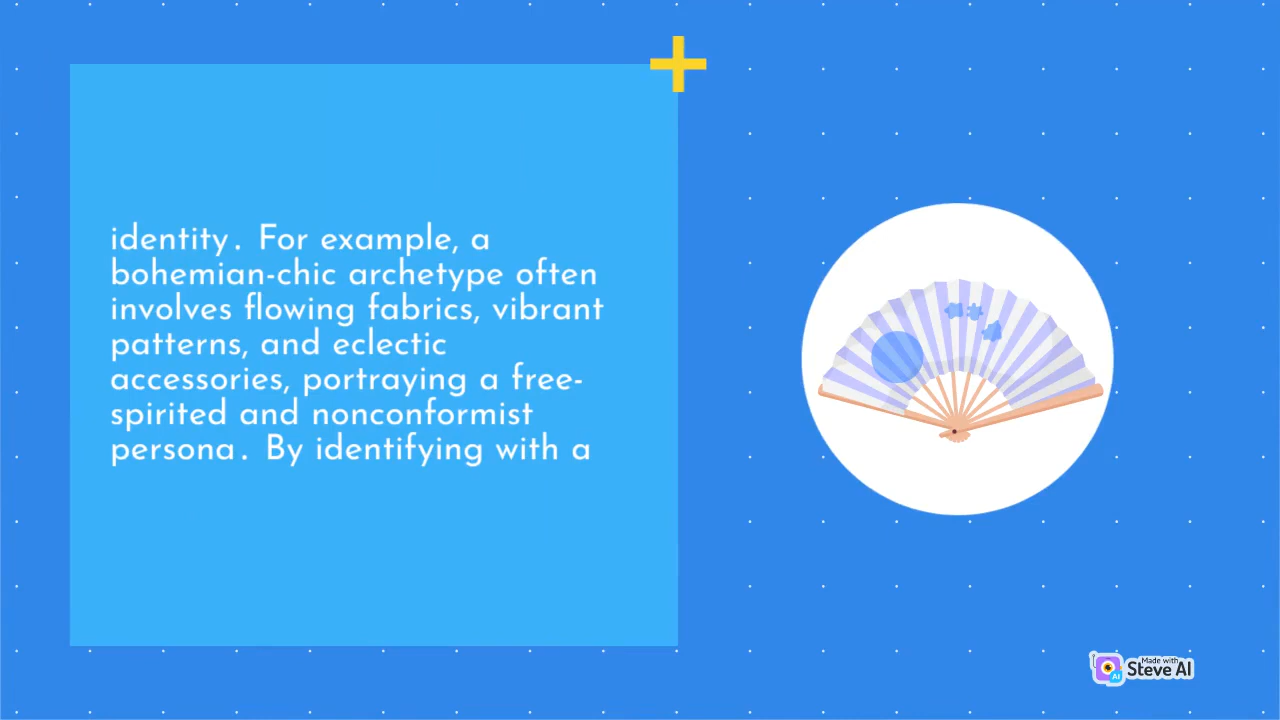 identity. For example, a
bohemian-chic archetype often
involves flowing fabrics, vibrant
patterns, and eclectic
accessories, portraying a free-
spirited and nonconformist
persona. By identifying with a
Made with
Steve AI
AI